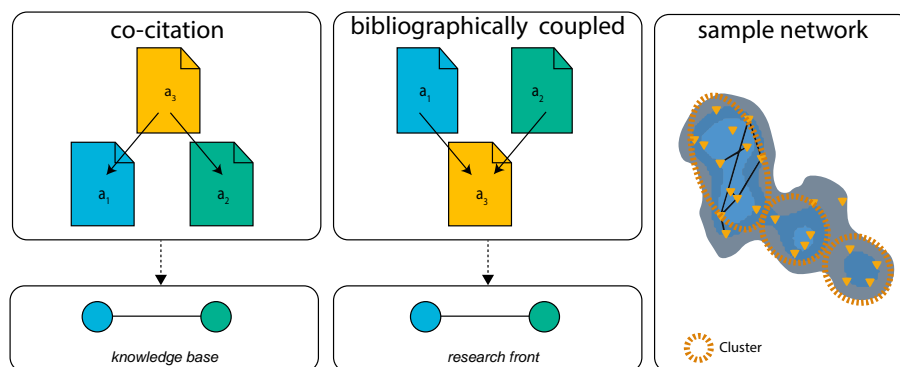 co-citation
a3
a1
a2
knowledge base
bibliographically coupled
a1
a2
a3
research front
sample network
Cluster